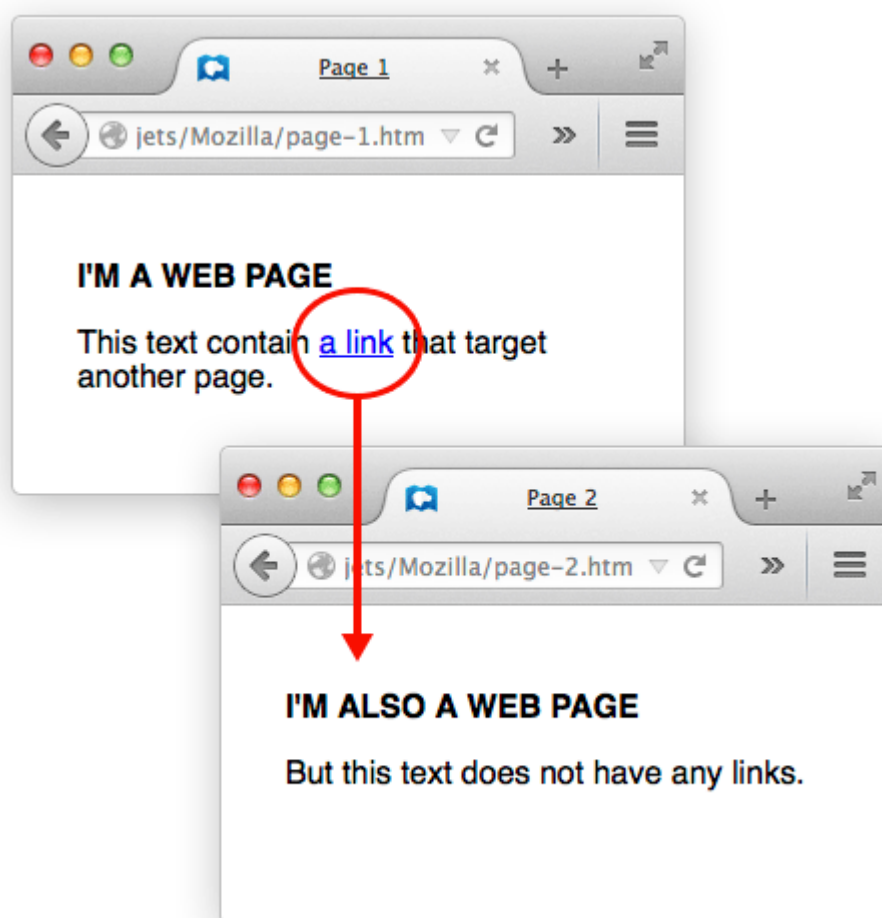 Page 1
jets/Mozilla/page-1.htm
I'M A WEB PAGE
This text contain a link that target
another page.
Page 2
jets/Mozilla/page-2.htm
I'M ALSO A WEB PAGE
But this text does not have any links.